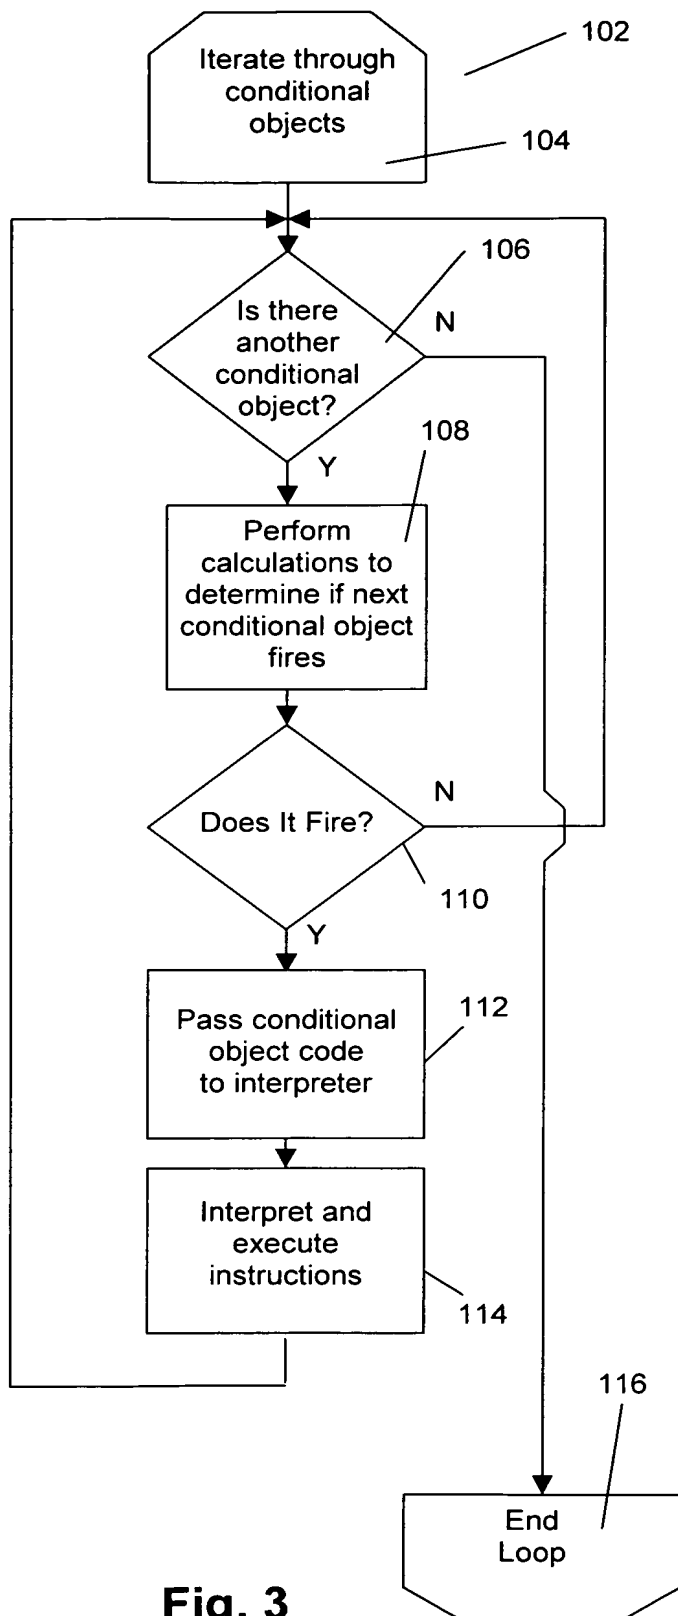 Iterate through
conditional
objects
102
104
106
Is there
another
conditional
object?
N
Y
108
Perform
calculations to
determine if next
conditional object
fires
Does It Fire?
N
110
Y
Pass conditional
object code
to interpreter
112
Interpret and
execute
instructions
114
116
End
Loop
Fig. 3